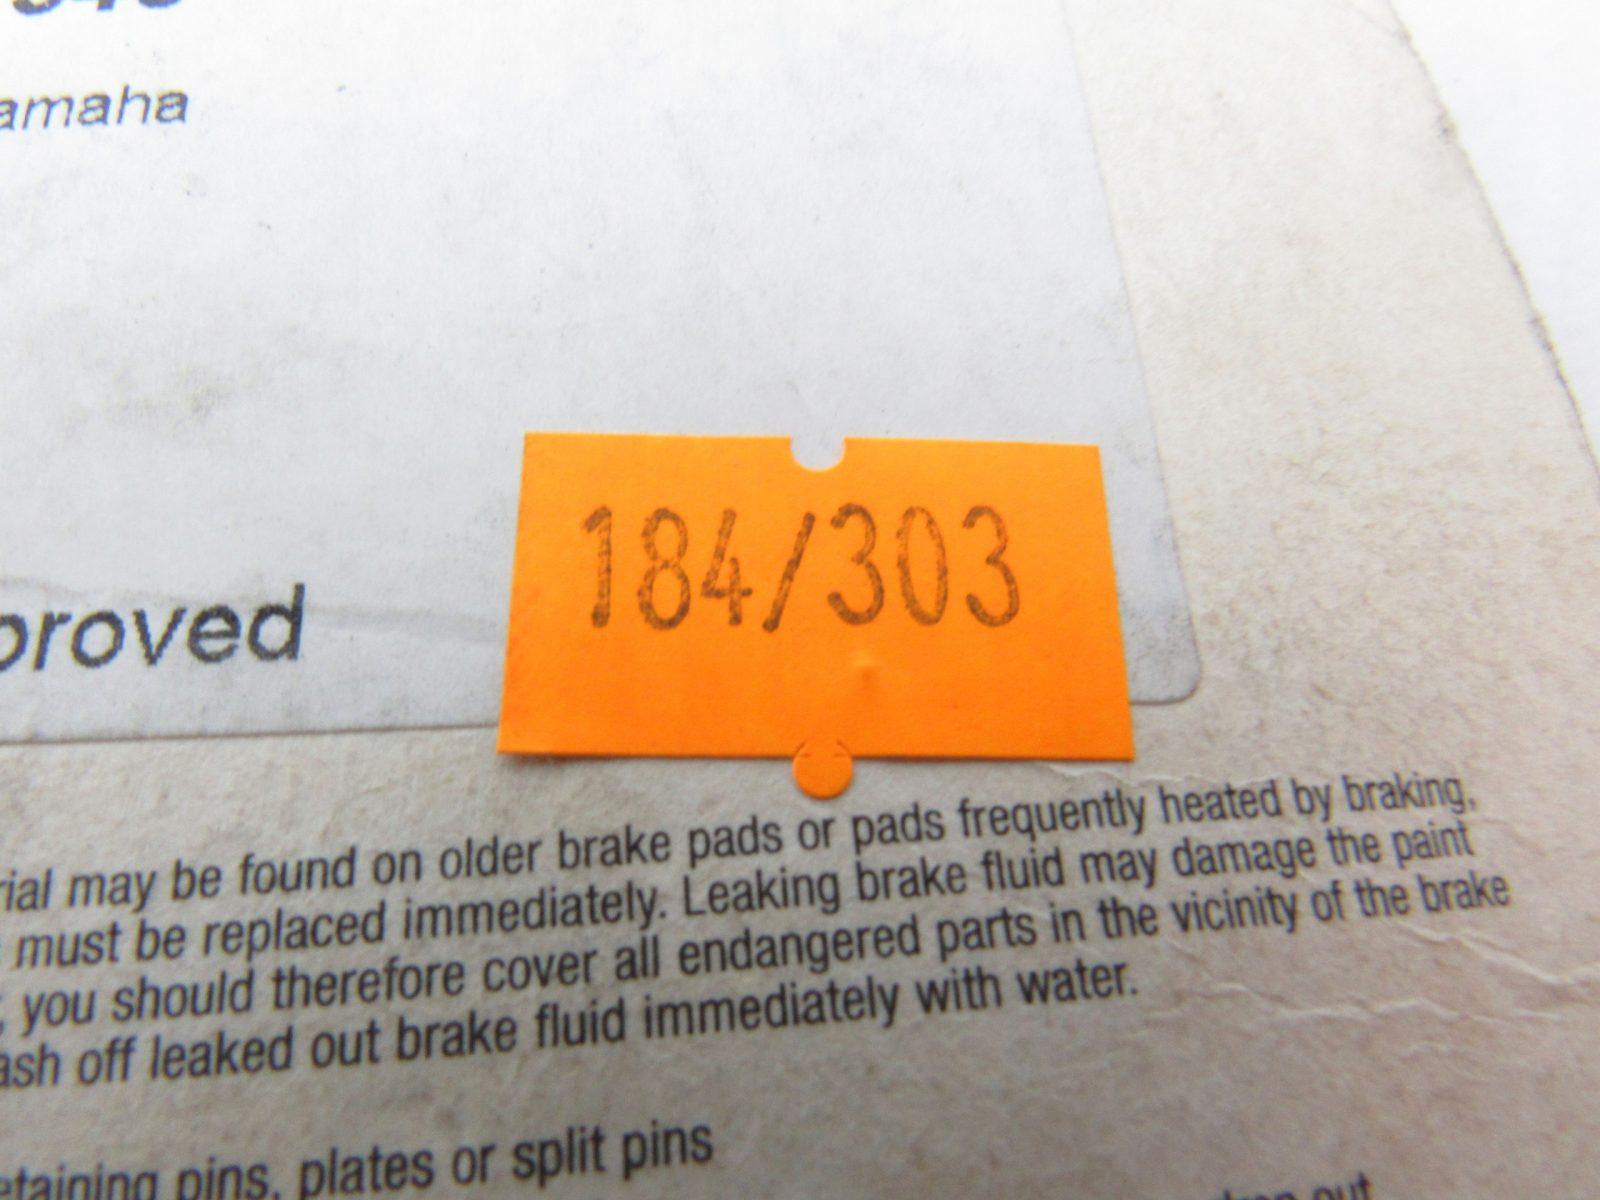 amaha
proved
184/303
rial may be found on older brake pads or pads frequently heated by braking,
must be replaced immediately. Leaking brake fluid may damage the paint
, you should therefore cover all endangered parts in the vicinity of the brake
ash off leaked out brake fluid immediately with water.
etaining pins, plates or split pins
out